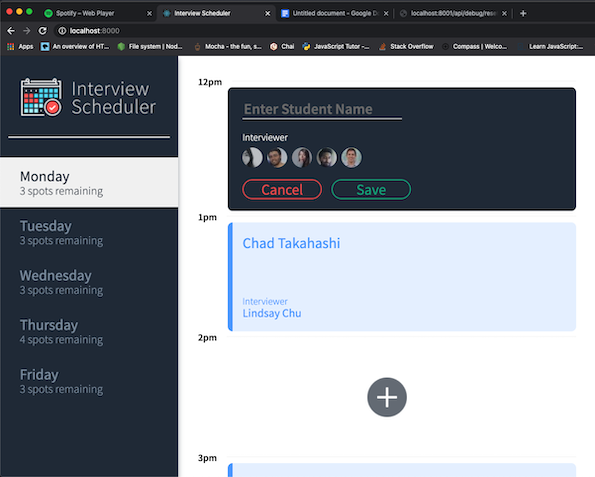 Spotify – Web Player
Interview Scheduler
Untitled document - Google D
localhost:8001/api/debug/rese
localhost:8000
Apps
An overview of HT...
File system | Nod...
Mocha - the fun, s...
Chai
JavaScript Tutor –...
Stack Overflow
Compass | Welco...
Learn JavaScript:...
Interview
Scheduler
Monday
3 spots remaining
Tuesday
3 spots remaining
Wednesday
3 spots remaining
Thursday
4 spots remaining
Friday
3 spots remaining
12pm
Enter Student Name
Interviewer
Cancel
Save
1pm
Chad Takahashi
Interviewer
Lindsay Chu
2pm
3pm